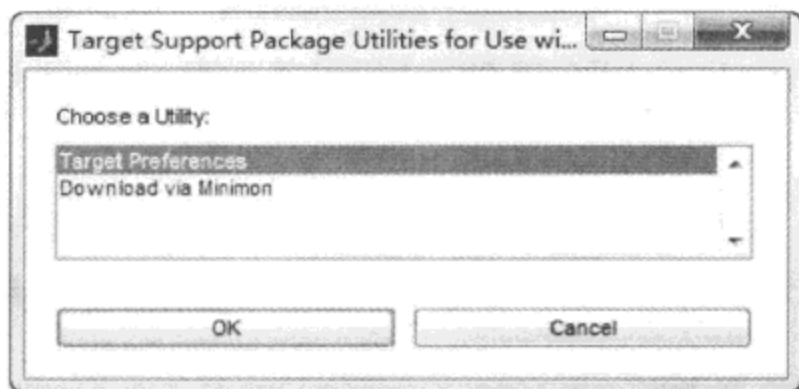 Target Support Package Utilities for Use wi...
Choose a Utility:
Target Preferences
Download via Minimon
OK
Cancel